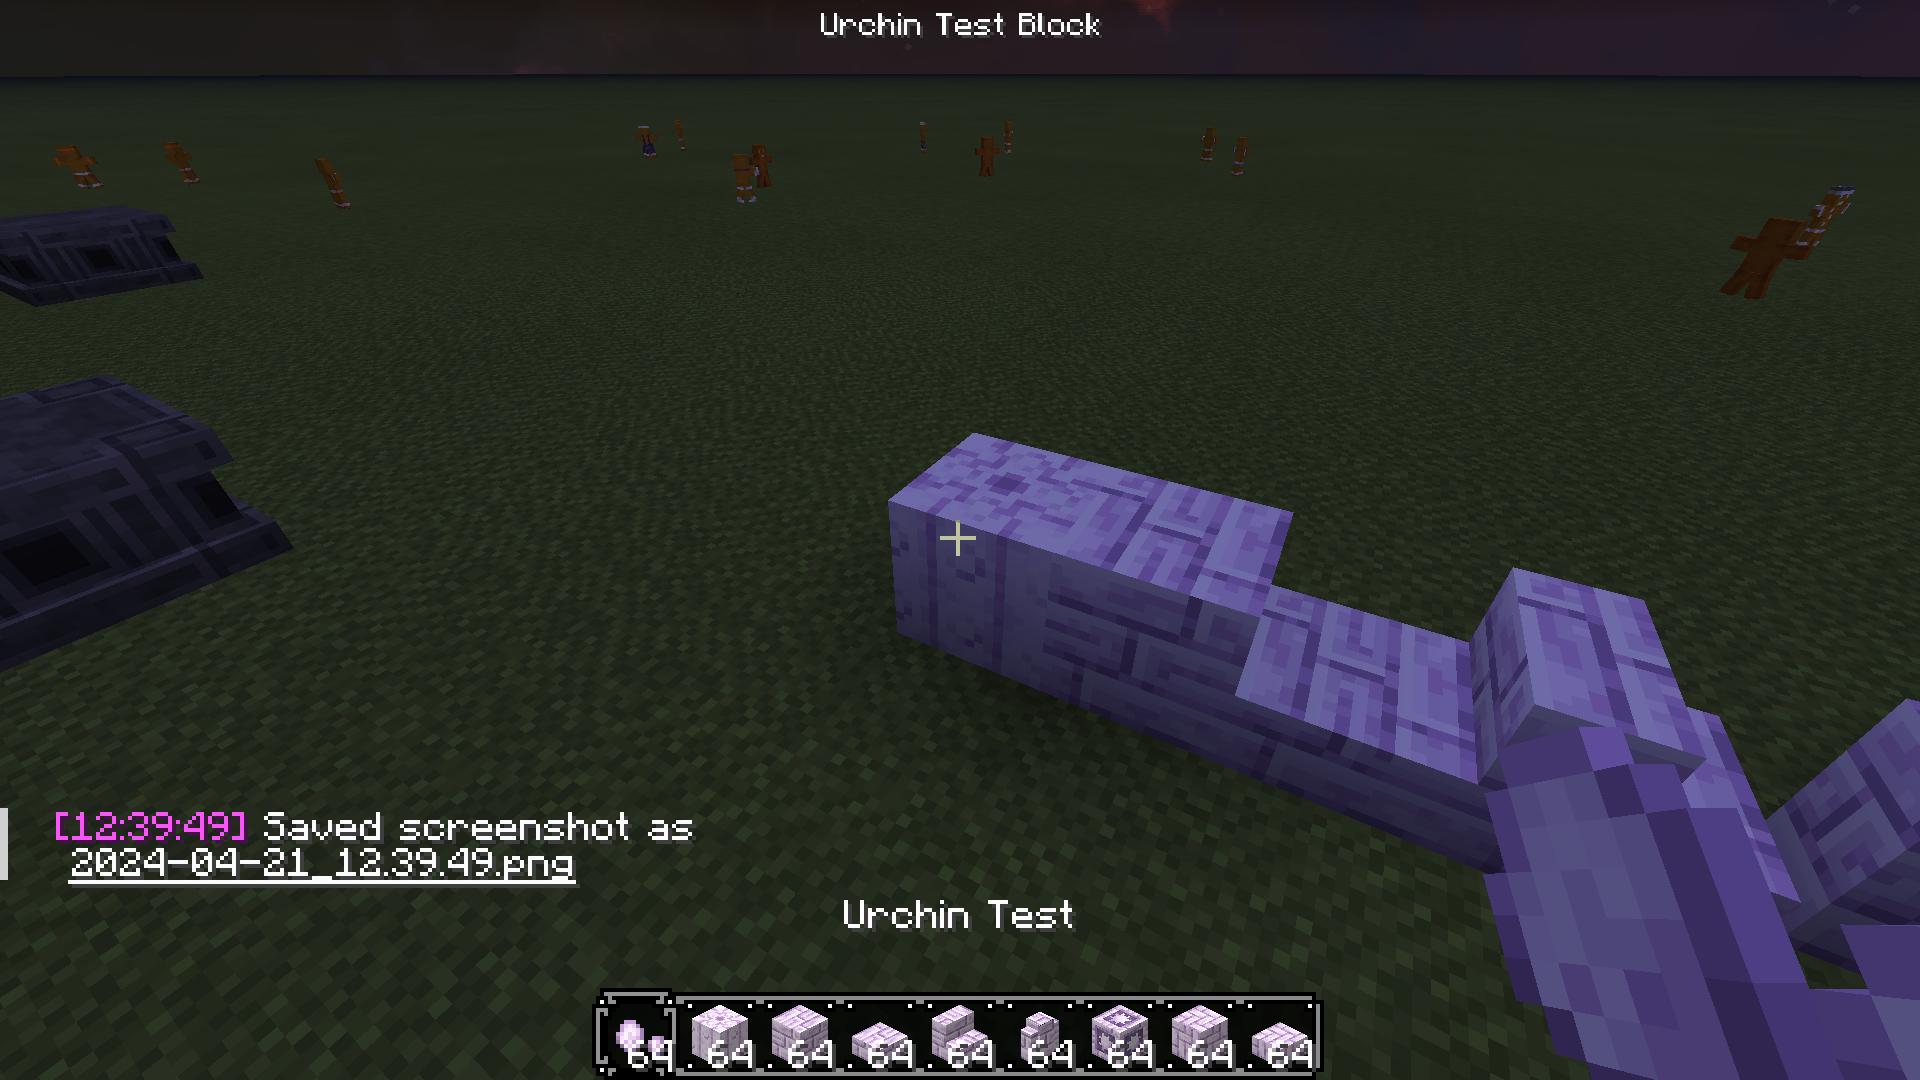 Urchin Test Block
[12:39:49] Saved screenshot as
2024-04-21_12.39.49.png
Urchin Test
64 64 64 64 64 64 64 64 64